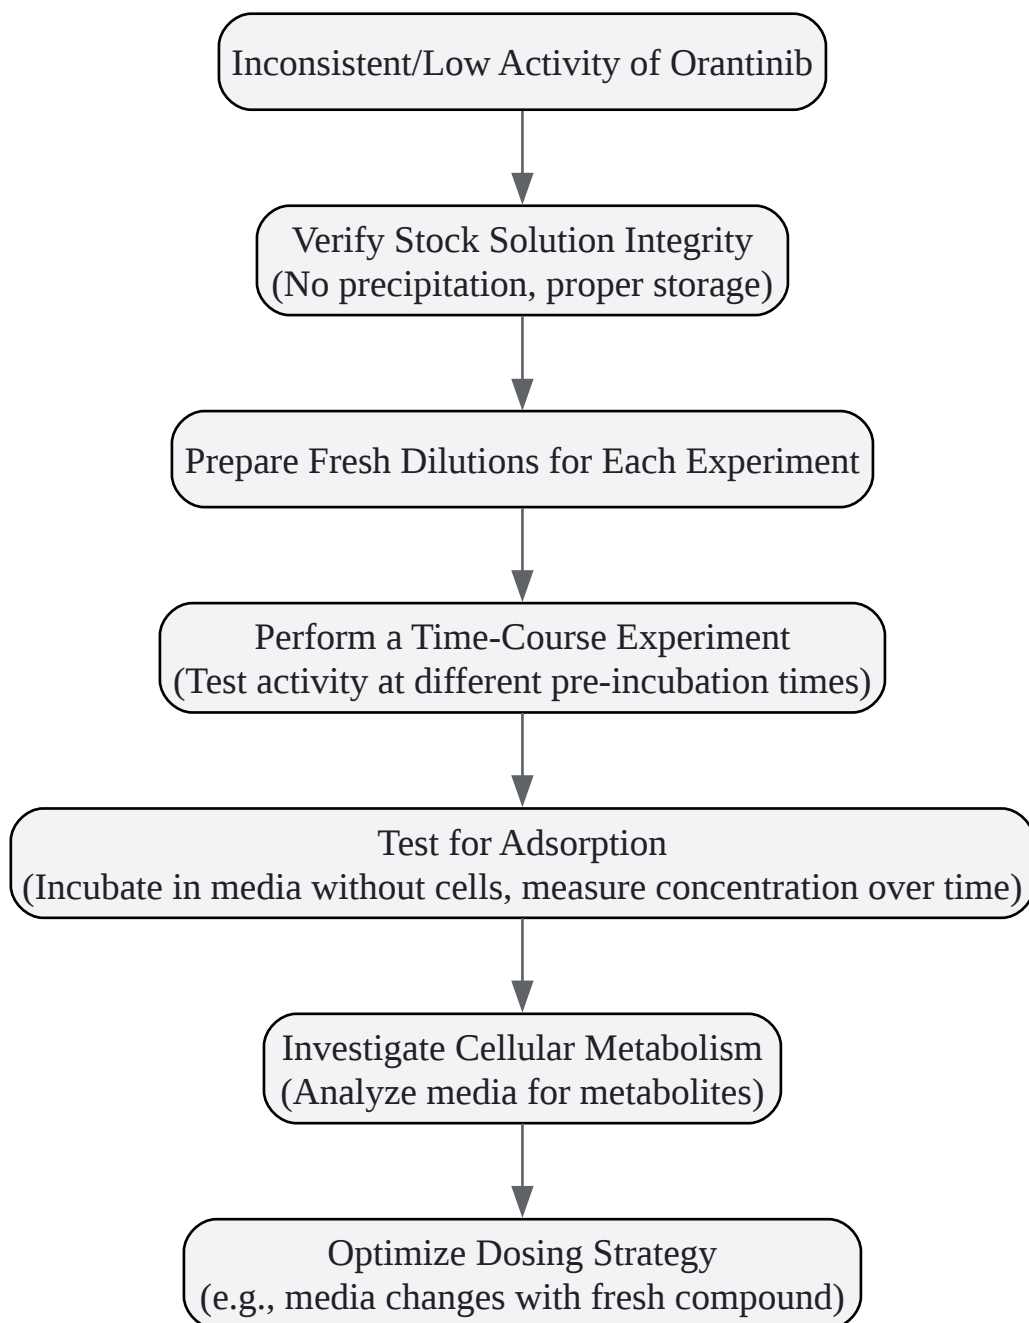 Inconsistent/Low Activity of Orantinib
Verify Stock Solution Integrity
(No precipitation, proper storage)
Prepare Fresh Dilutions for Each Experiment
Perform a Time-Course Experiment
(Test activity at different pre-incubation times)
Test for Adsorption
(Incubate in media without cells, measure concentration over time)
Investigate Cellular Metabolism
(Analyze media for metabolites)
Optimize Dosing Strategy
(e.g., media changes with fresh compound)